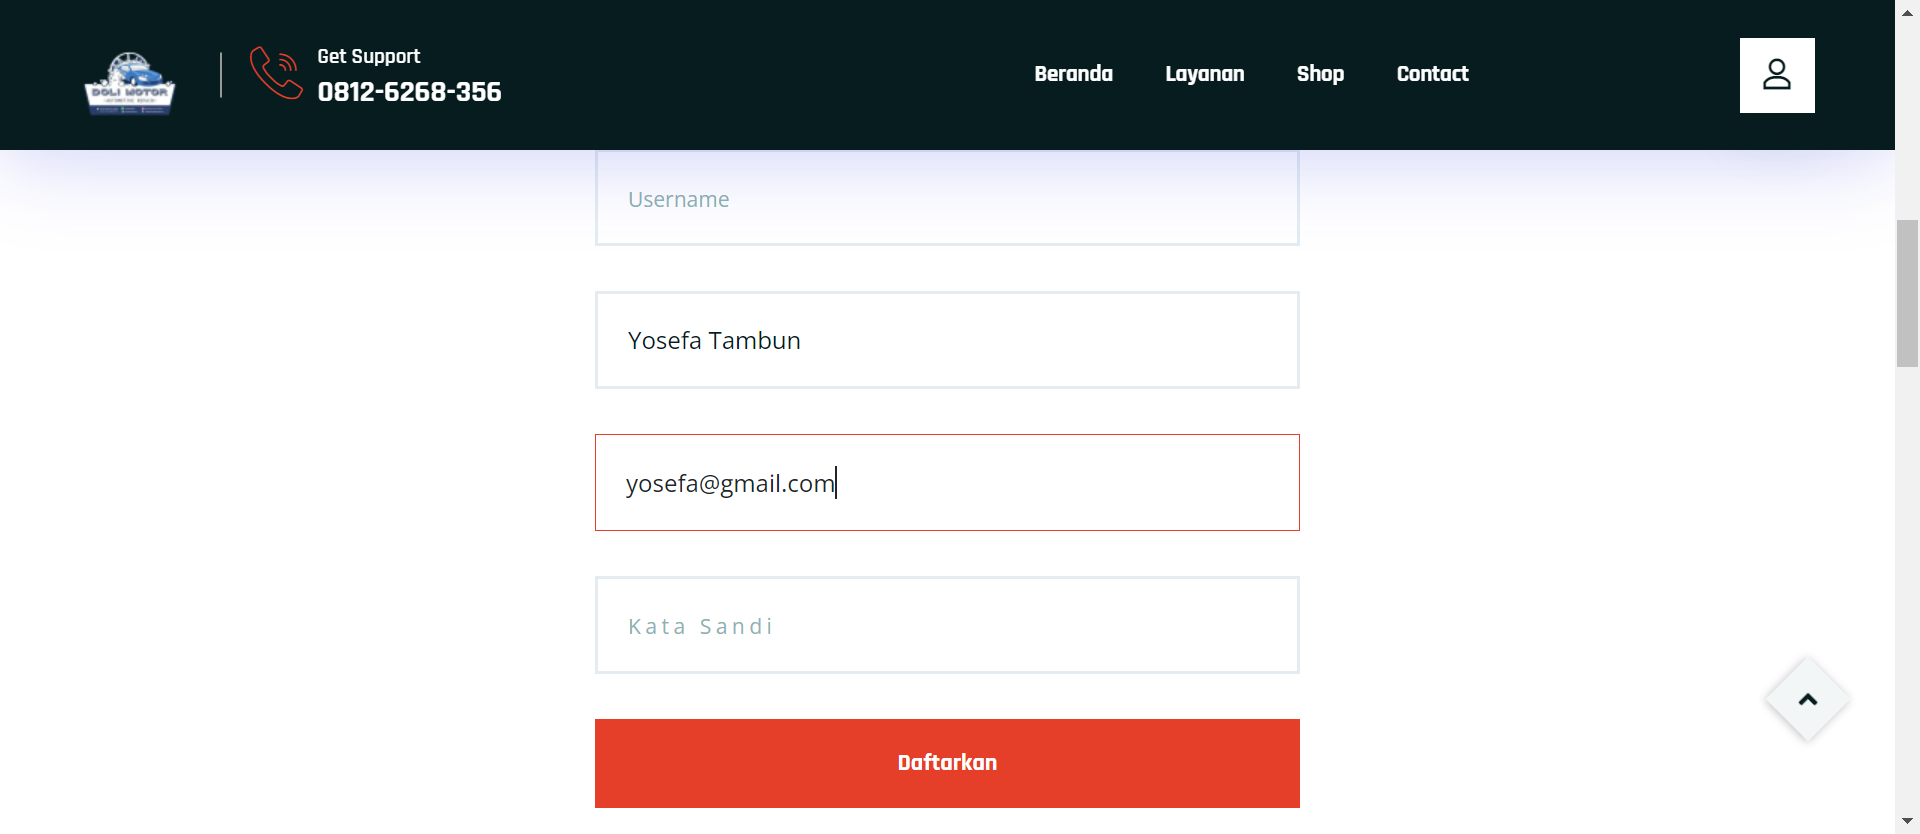 DOLI MOTOR
Get Support
0812-6268-356
Beranda
Layanan
Shop
Contact
Username
Yosefa Tambun
yosefa@gmail.com
Kata Sandi
Daftarkan